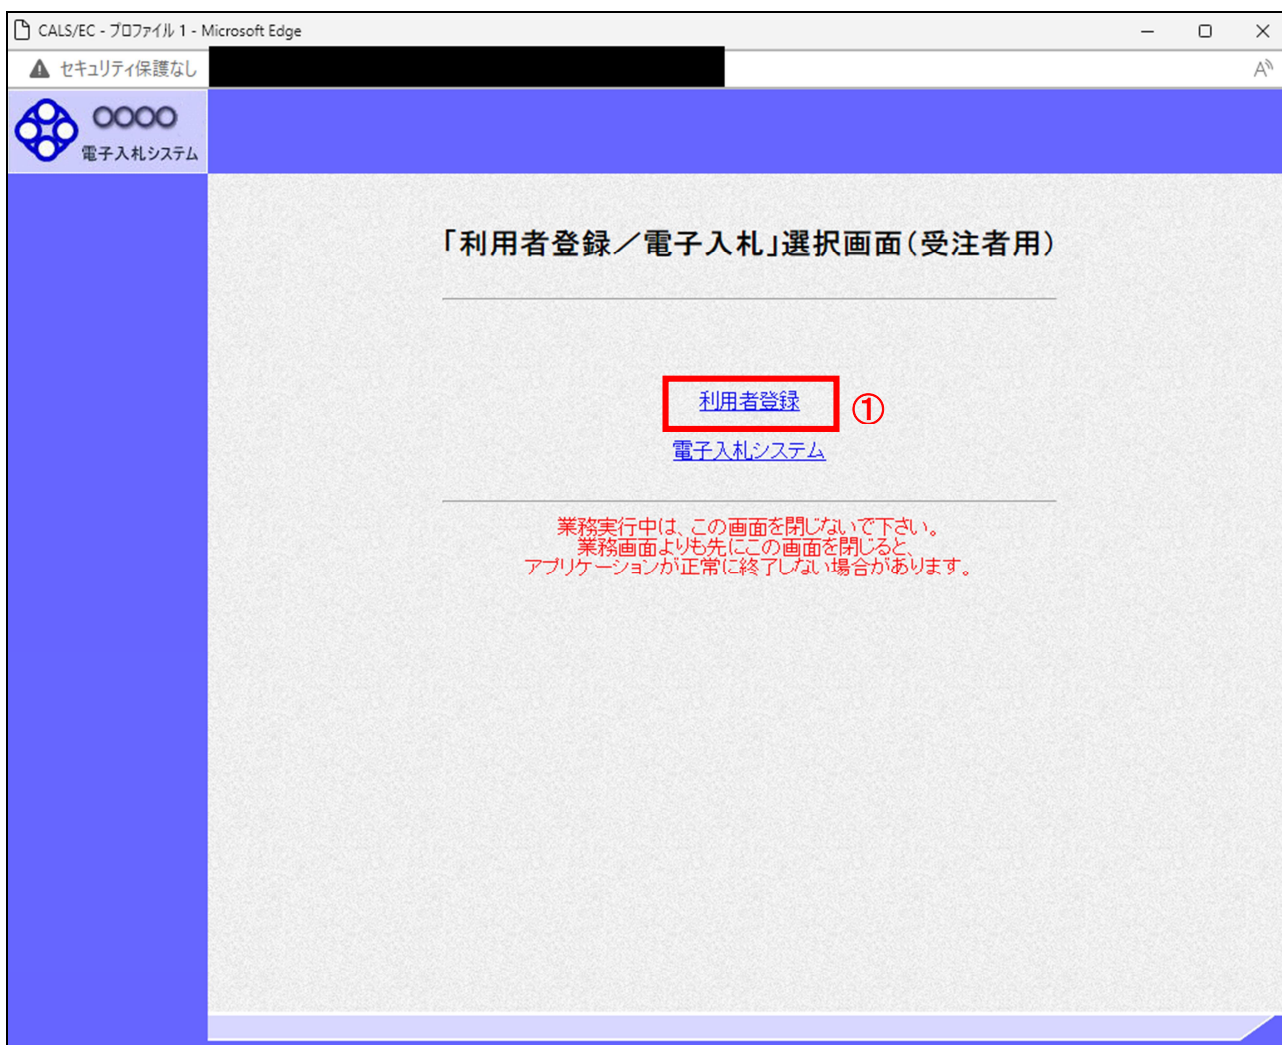 CALS/EC - プロファイル 1 - Microsoft Edge
セキュリティ保護なし
〇〇〇〇
電子入札システム
「利用者登録／電子入札」選択画面(受注者用)
利用者登録
①
電子入札システム
業務実行中は、この画面を閉じないで下さい。
業務画面よりも先にこの画面を閉じると、
アプリケーションが正常に終了しない場合があります。